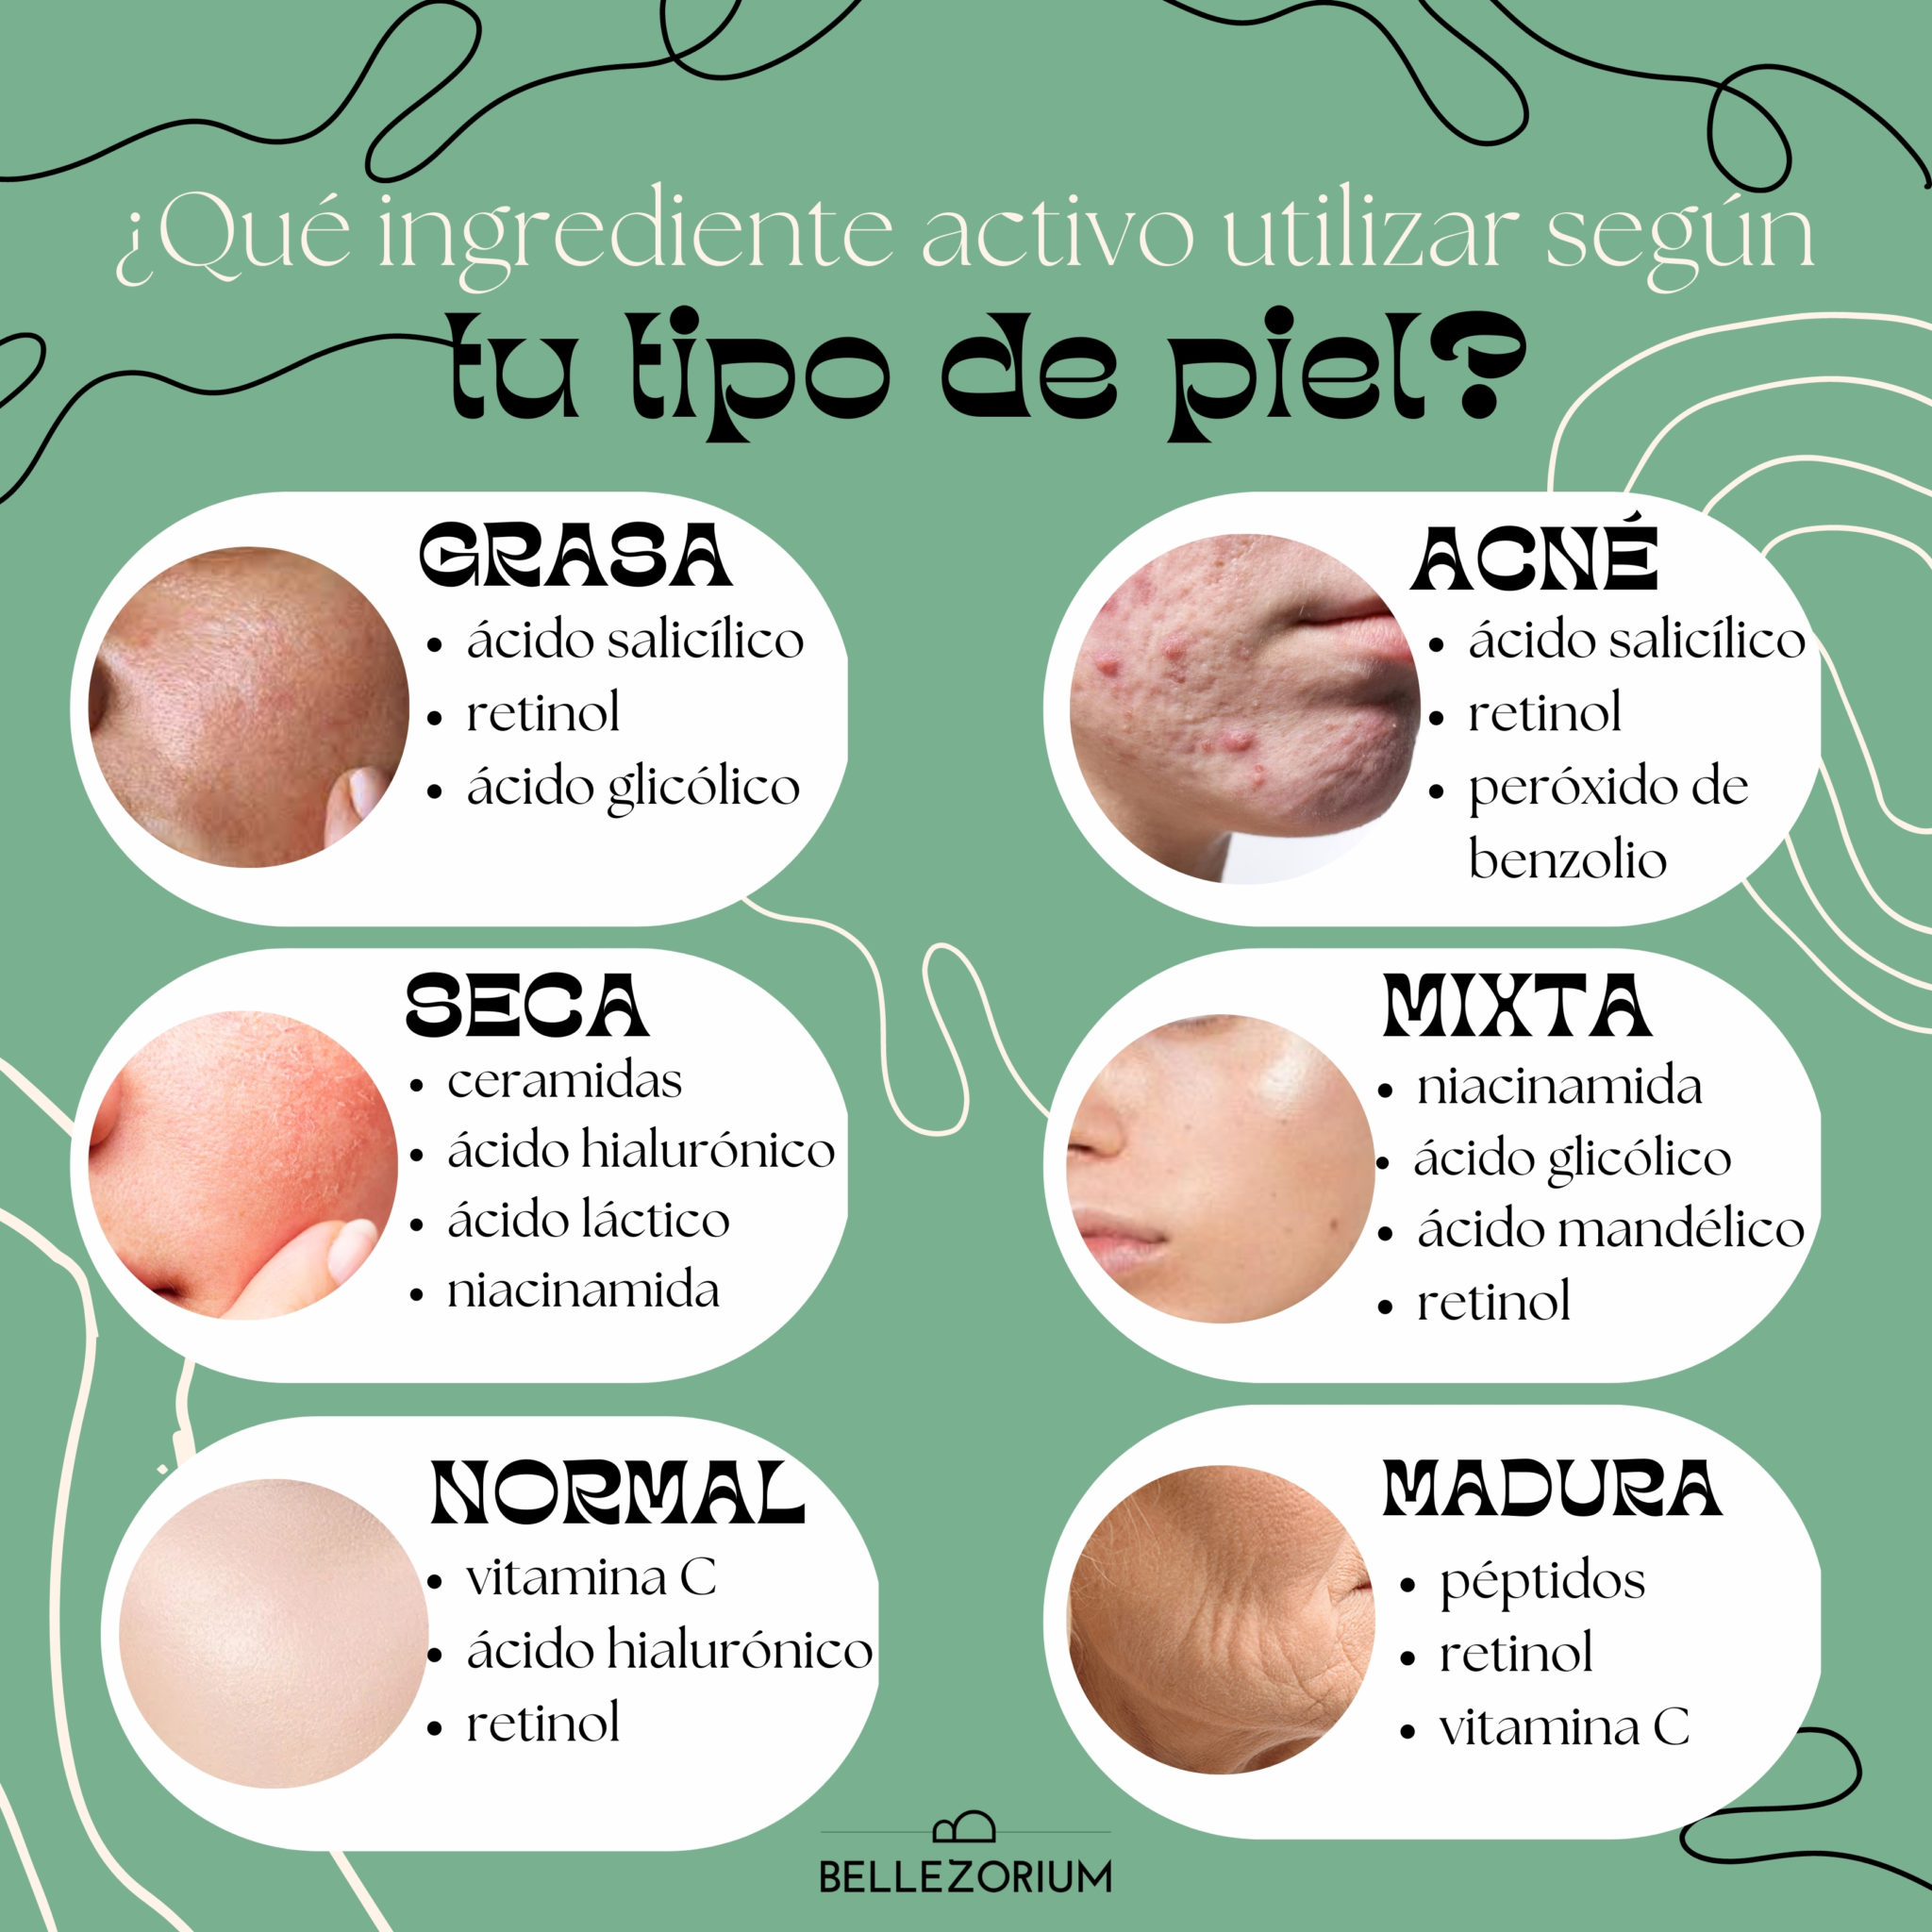 ¿Qué ingrediente activo utilizar según
tu tipo de piel?
GRASA
• ácido salicílico
• retinol
• ácido glicólico
ACNÉ
• ácido salicílico
• retinol
• peróxido de
benzolio
SECA
• ceramidas
• ácido hialurónico
• ácido láctico
• niacinamida
MIXTA
• niacinamida
• ácido glicólico
• ácido mandélico
• retinol
NORMAL
• vitamina C
• ácido hialurónico
• retinol
MADURA
• péptidos
• retinol
• vitamina C
BELLEZORIUM